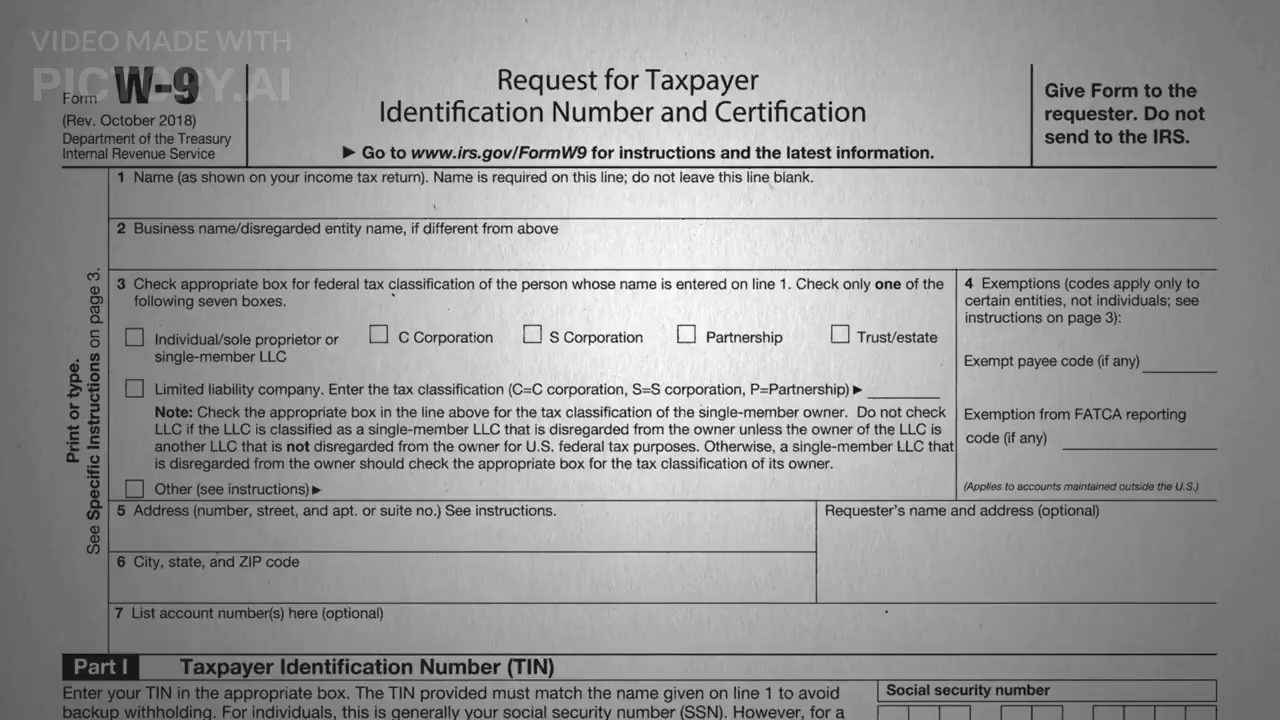 VIDEO MADE WITH
PICTORY.AI
Form W-9
(Rev. October 2018)
Department of the Treasury
Internal Revenue Service
Request for Taxpayer
Identification Number and Certification
▶ Go to www.irs.gov/FormW9 for instructions and the latest information.
Give Form to the
requester. Do not
send to the IRS.
Print or type.
See Specific Instructions on page 3.
1 Name (as shown on your income tax return). Name is required on this line; do not leave this line blank.
2 Business name/disregarded entity name, if different from above
3 Check appropriate box for federal tax classification of the person whose name is entered on line 1. Check only one of the
following seven boxes.
Individual/sole proprietor or
single-member LLC
C Corporation
S Corporation
Partnership
Trust/estate
Limited liability company. Enter the tax classification (C=C corporation, S=S corporation, P=Partnership) ▶
Note: Check the appropriate box in the line above for the tax classification of the single-member owner. Do not check
LLC if the LLC is classified as a single-member LLC that is disregarded from the owner unless the owner of the LLC is
another LLC that is not disregarded from the owner for U.S. federal tax purposes. Otherwise, a single-member LLC that
is disregarded from the owner should check the appropriate box for the tax classification of its owner.
Other (see instructions) ▶
4 Exemptions (codes apply only to
certain entities, not individuals; see
instructions on page 3):
Exempt payee code (if any)
Exemption from FATCA reporting
code (if any)
(Applies to accounts maintained outside the U.S.)
5 Address (number, street, and apt. or suite no.) See instructions.
Requester's name and address (optional)
6 City, state, and ZIP code
7 List account number(s) here (optional)
Part I Taxpayer Identification Number (TIN)
Enter your TIN in the appropriate box. The TIN provided must match the name given on line 1 to avoid
backup withholding. For individuals, this is generally your social security number (SSN). However, for a
Social security number